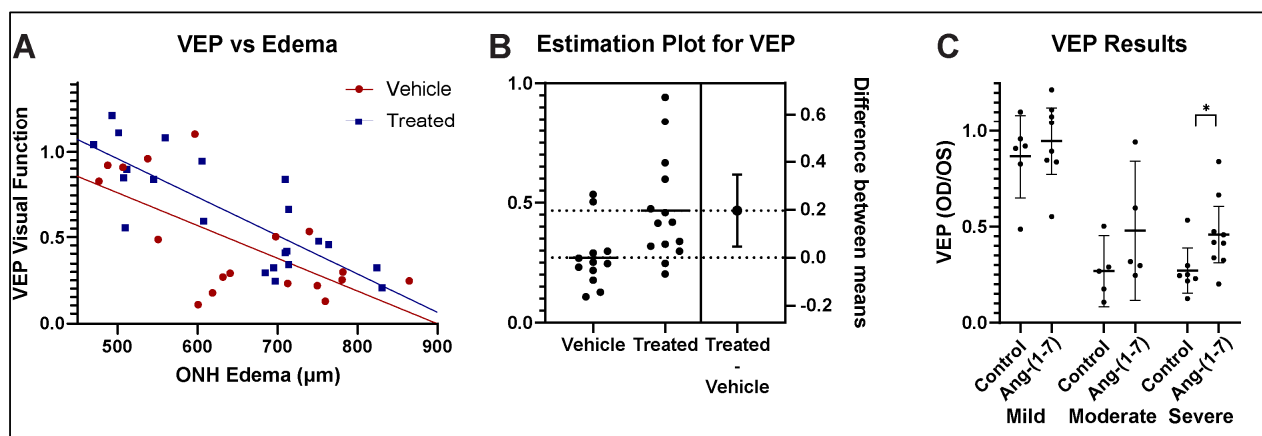 A
VEP vs Edema
VEP Visual Function
1.0
0.5
0.0
500
600
700
800
900
ONH Edema (µm)
Vehicle
Treated
B
Estimation Plot for VEP
1.0
0.5
0.0
Vehicle
Treated
Treated
-
Vehicle
0.6
0.4
0.2
0.0
-0.2
Difference between means
C
VEP Results
VEP (OD/OS)
1.0
0.5
0.0
*
Control
Ang-(1-7)
Control
Ang-(1-7)
Control
Ang-(1-7)
Mild
Moderate
Severe